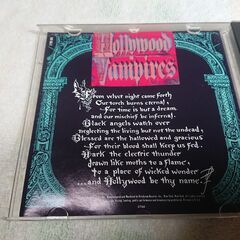 Hollywood
Vampires
From velvet night come forth
Our torch burns eternal,
For time is but a dream,
and our mischief be infernal.
Black angels watch over
neglecting the living but not the undead,
Blessed are the hallowed and gracious
For their blood shall keep us fed.
Hark the electric thunder
drawn like moths to a flame,
to a place of wicked wonder
...and Hollywood be thy name